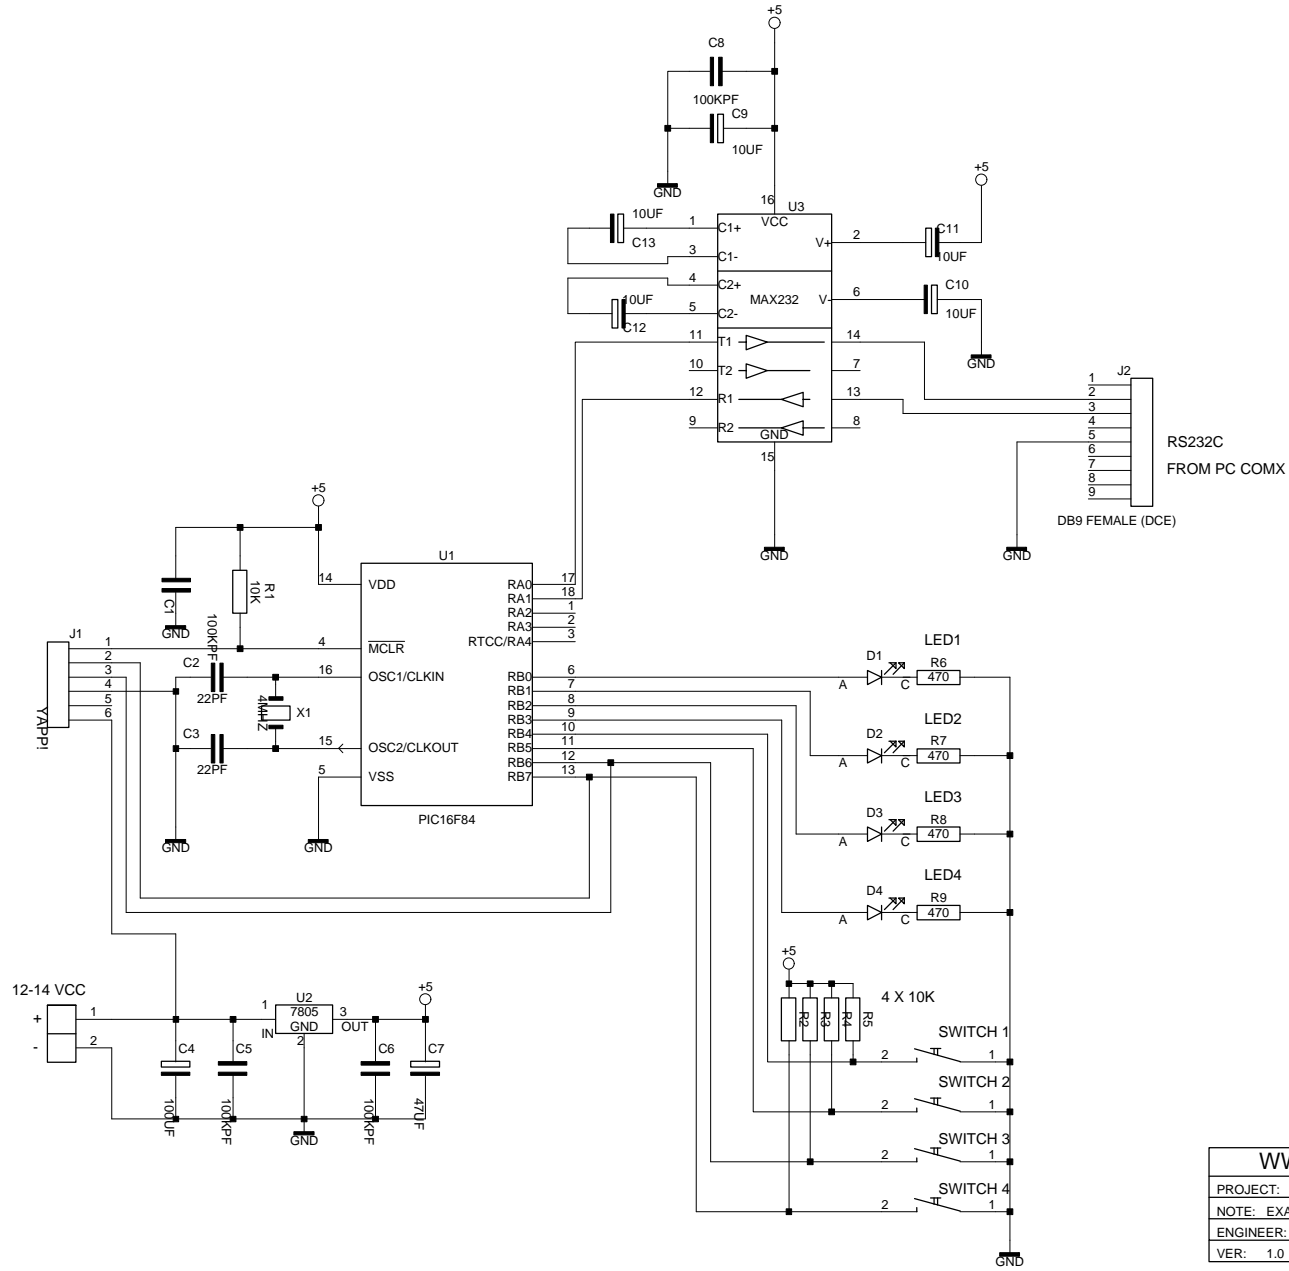 +5
C8
100KPF
C9
10UF
GND
+5
16
U3
VCC
10UF
C13
1
C1+
3
C1-
V+
2
C11
10UF
4
C2+
10UF
C12
5
C2-
MAX232
V-
6
C10
10UF
GND
11
T1
14
10
T2
7
12
R1
13
9
R2
8
GND
15
GND
J2
1
2
3
4
5
6
7
8
9
RS232C
FROM PC COMX
DB9 FEMALE (DCE)
GND
+5
C1
100KPF
GND
R1
10K
U1
14
VDD
4
MCLR
16
OSC1/CLKIN
15
OSC2/CLKOUT
5
VSS
RA0
17
RA1
18
RA2
1
RA3
2
RTCC/RA4
3
RB0
6
RB1
7
RB2
8
RB3
9
RB4
10
RB5
11
RB6
12
RB7
13
PIC16F84
J1
1
2
3
4
5
6
YAPP!
C2
22PF
C3
22PF
4MHZ
X1
GND
GND
LED1
D1
R6
A
C
470
LED2
D2
R7
A
C
470
LED3
D3
R8
A
C
470
LED4
D4
R9
A
C
470
+5
4 X 10K
R2
R3
R4
R5
SWITCH 1
2
1
SWITCH 2
2
1
SWITCH 3
2
1
SWITCH 4
2
1
GND
12-14 VCC
+
1
-
2
1
IN
U2
7805
GND
2
3
OUT
+5
C4
100UF
C5
100KPF
C6
100KPF
C7
47UF
GND
PROJECT:
NOTE:
ENGINEER:
VER: 1.0